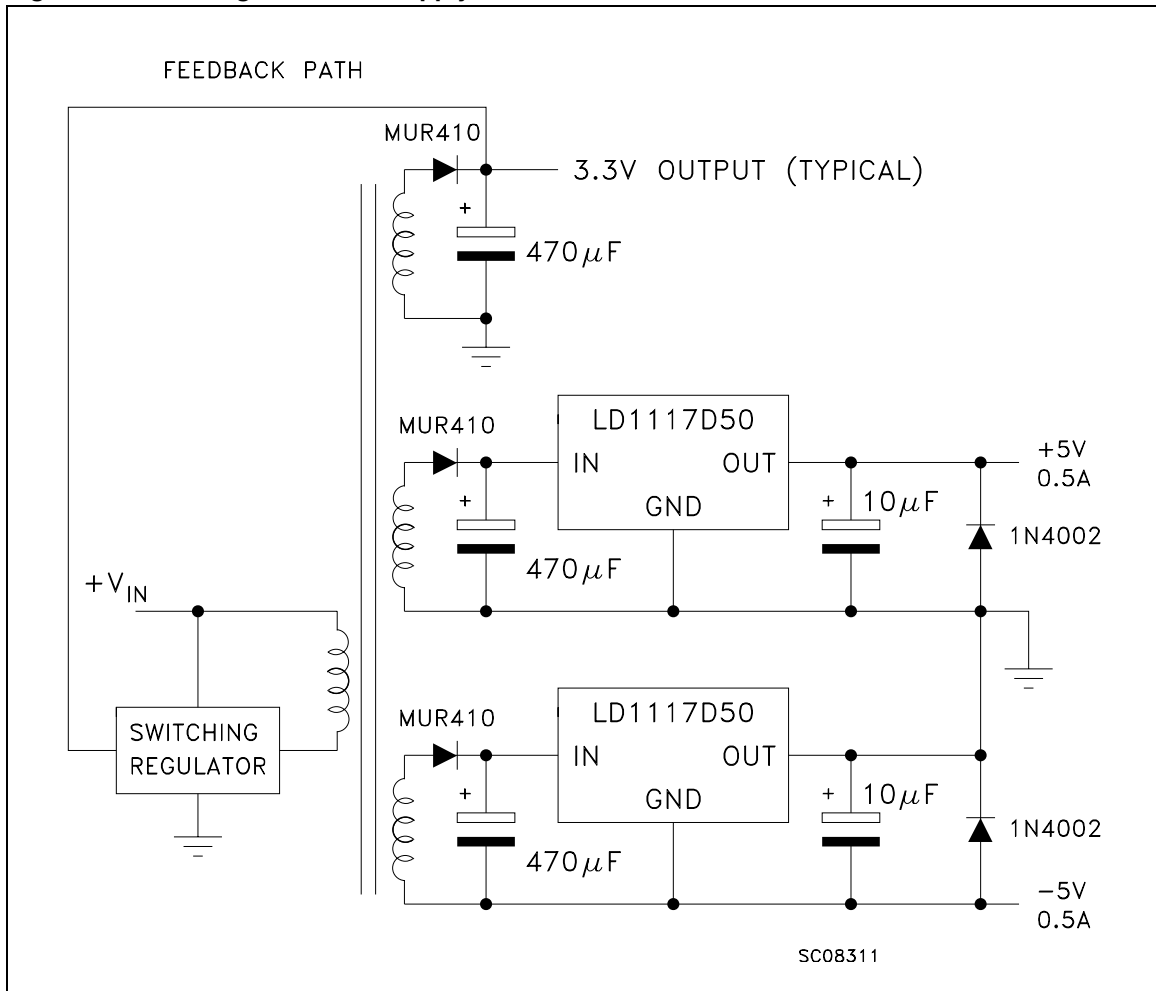 FEEDBACK PATH
MUR410
3.3V OUTPUT (TYPICAL)
+
470μF
MUR410
LD1117D50
IN
OUT
GND
+
470μF
+
10μF
+5V
0.5A
1N4002
+V_IN
SWITCHING
REGULATOR
MUR410
LD1117D50
IN
OUT
GND
+
470μF
+
10μF
1N4002
−5V
0.5A
SC08311